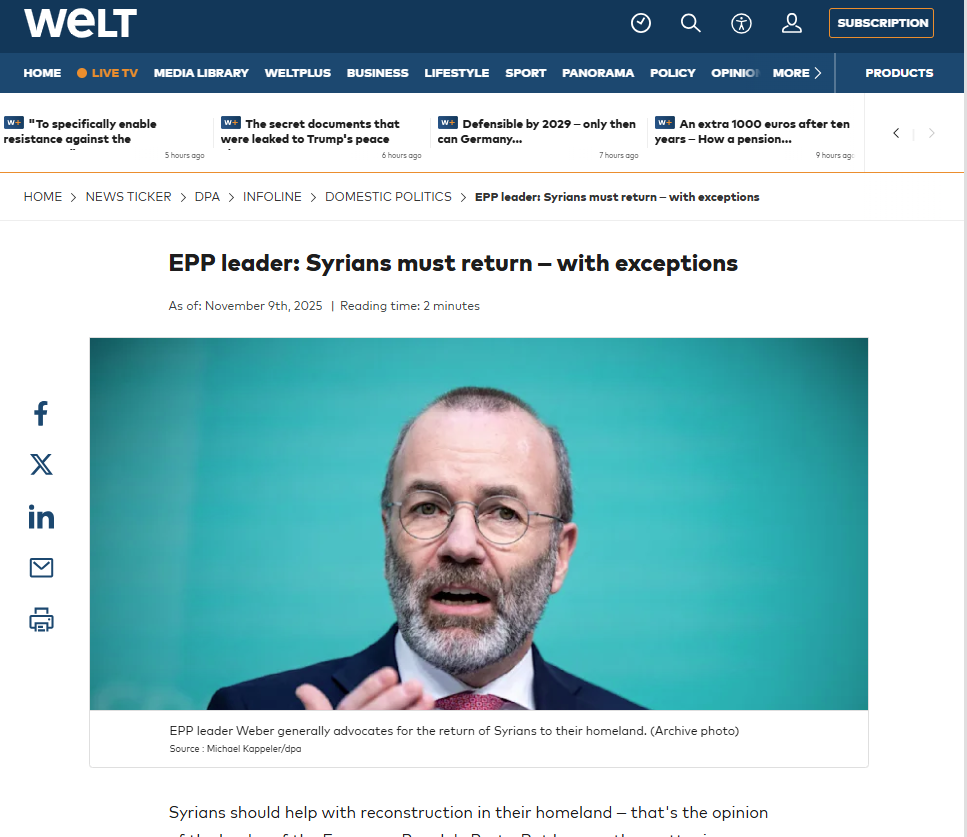 WELT
SUBSCRIPTION
HOME LIVE TV MEDIA LIBRARY WELTPLUS BUSINESS LIFESTYLE SPORT PANORAMA POLICY OPINIO MORE PRODUCTS
W+ "To specifically enable
resistance against the
5 hours ago
W+ The secret documents that
were leaked to Trump's peace
6 hours ago
W+ Defensible by 2029 – only then
can Germany...
7 hours ago
W+ An extra 1000 euros after ten
years – How a pension...
9 hours ago
HOME > NEWS TICKER > DPA > INFOLINE > DOMESTIC POLITICS > EPP leader: Syrians must return – with exceptions
EPP leader: Syrians must return – with exceptions
As of: November 9th, 2025 | Reading time: 2 minutes
EPP leader Weber generally advocates for the return of Syrians to their homeland. (Archive photo)
Source : Michael Kappeler/dpa
Syrians should help with reconstruction in their homeland – that's the opinion